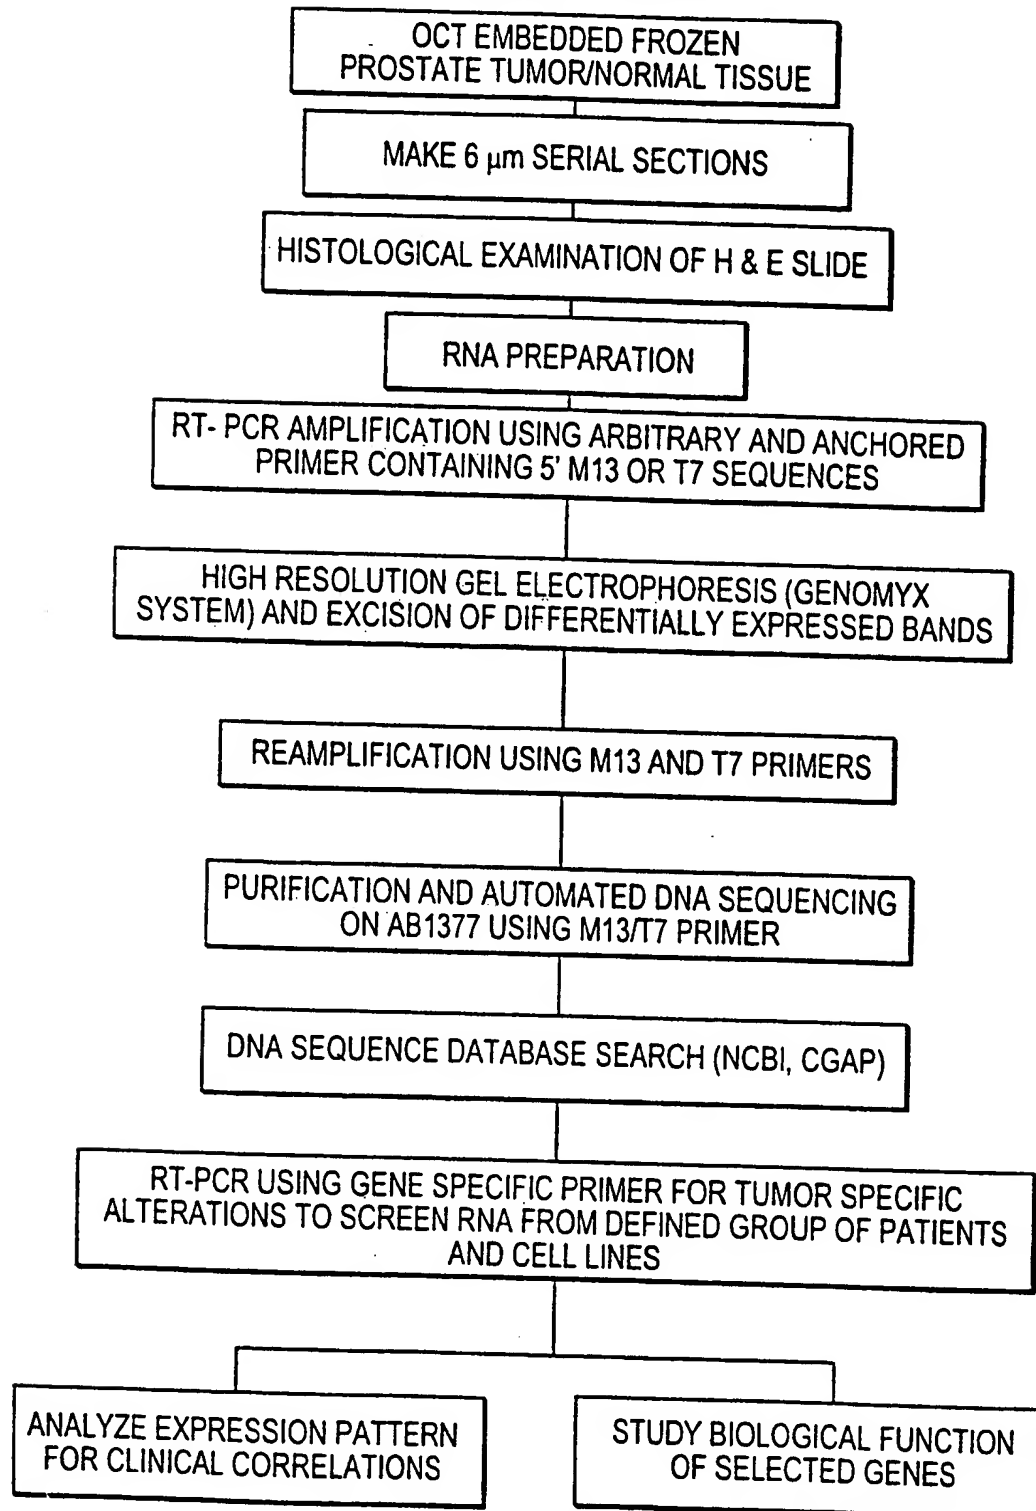 OCT EMBEDDED FROZEN
PROSTATE TUMOR/NORMAL TISSUE
MAKE 6 µm SERIAL SECTIONS
HISTOLOGICAL EXAMINATION OF H & E SLIDE
RNA PREPARATION
RT- PCR AMPLIFICATION USING ARBITRARY AND ANCHORED
PRIMER CONTAINING 5' M13 OR T7 SEQUENCES
HIGH RESOLUTION GEL ELECTROPHORESIS (GENOMYX
SYSTEM) AND EXCISION OF DIFFERENTIALLY EXPRESSED BANDS
REAMPLIFICATION USING M13 AND T7 PRIMERS
PURIFICATION AND AUTOMATED DNA SEQUENCING
ON AB1377 USING M13/T7 PRIMER
DNA SEQUENCE DATABASE SEARCH (NCBI, CGAP)
RT-PCR USING GENE SPECIFIC PRIMER FOR TUMOR SPECIFIC
ALTERATIONS TO SCREEN RNA FROM DEFINED GROUP OF PATIENTS
AND CELL LINES
ANALYZE EXPRESSION PATTERN
FOR CLINICAL CORRELATIONS
STUDY BIOLOGICAL FUNCTION
OF SELECTED GENES